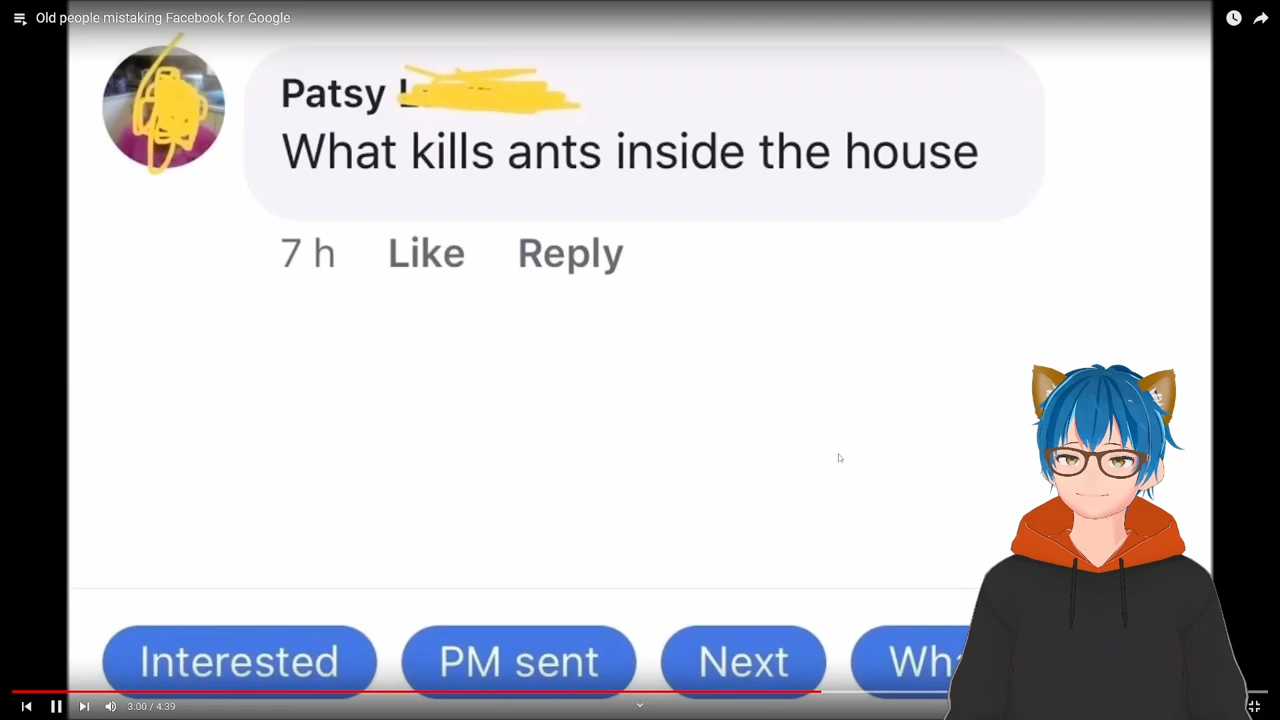 Old people mistaking Facebook for Google
Patsy
What kills ants inside the house
7 h Like Reply
Interested PM sent Next
3:00 / 4:39